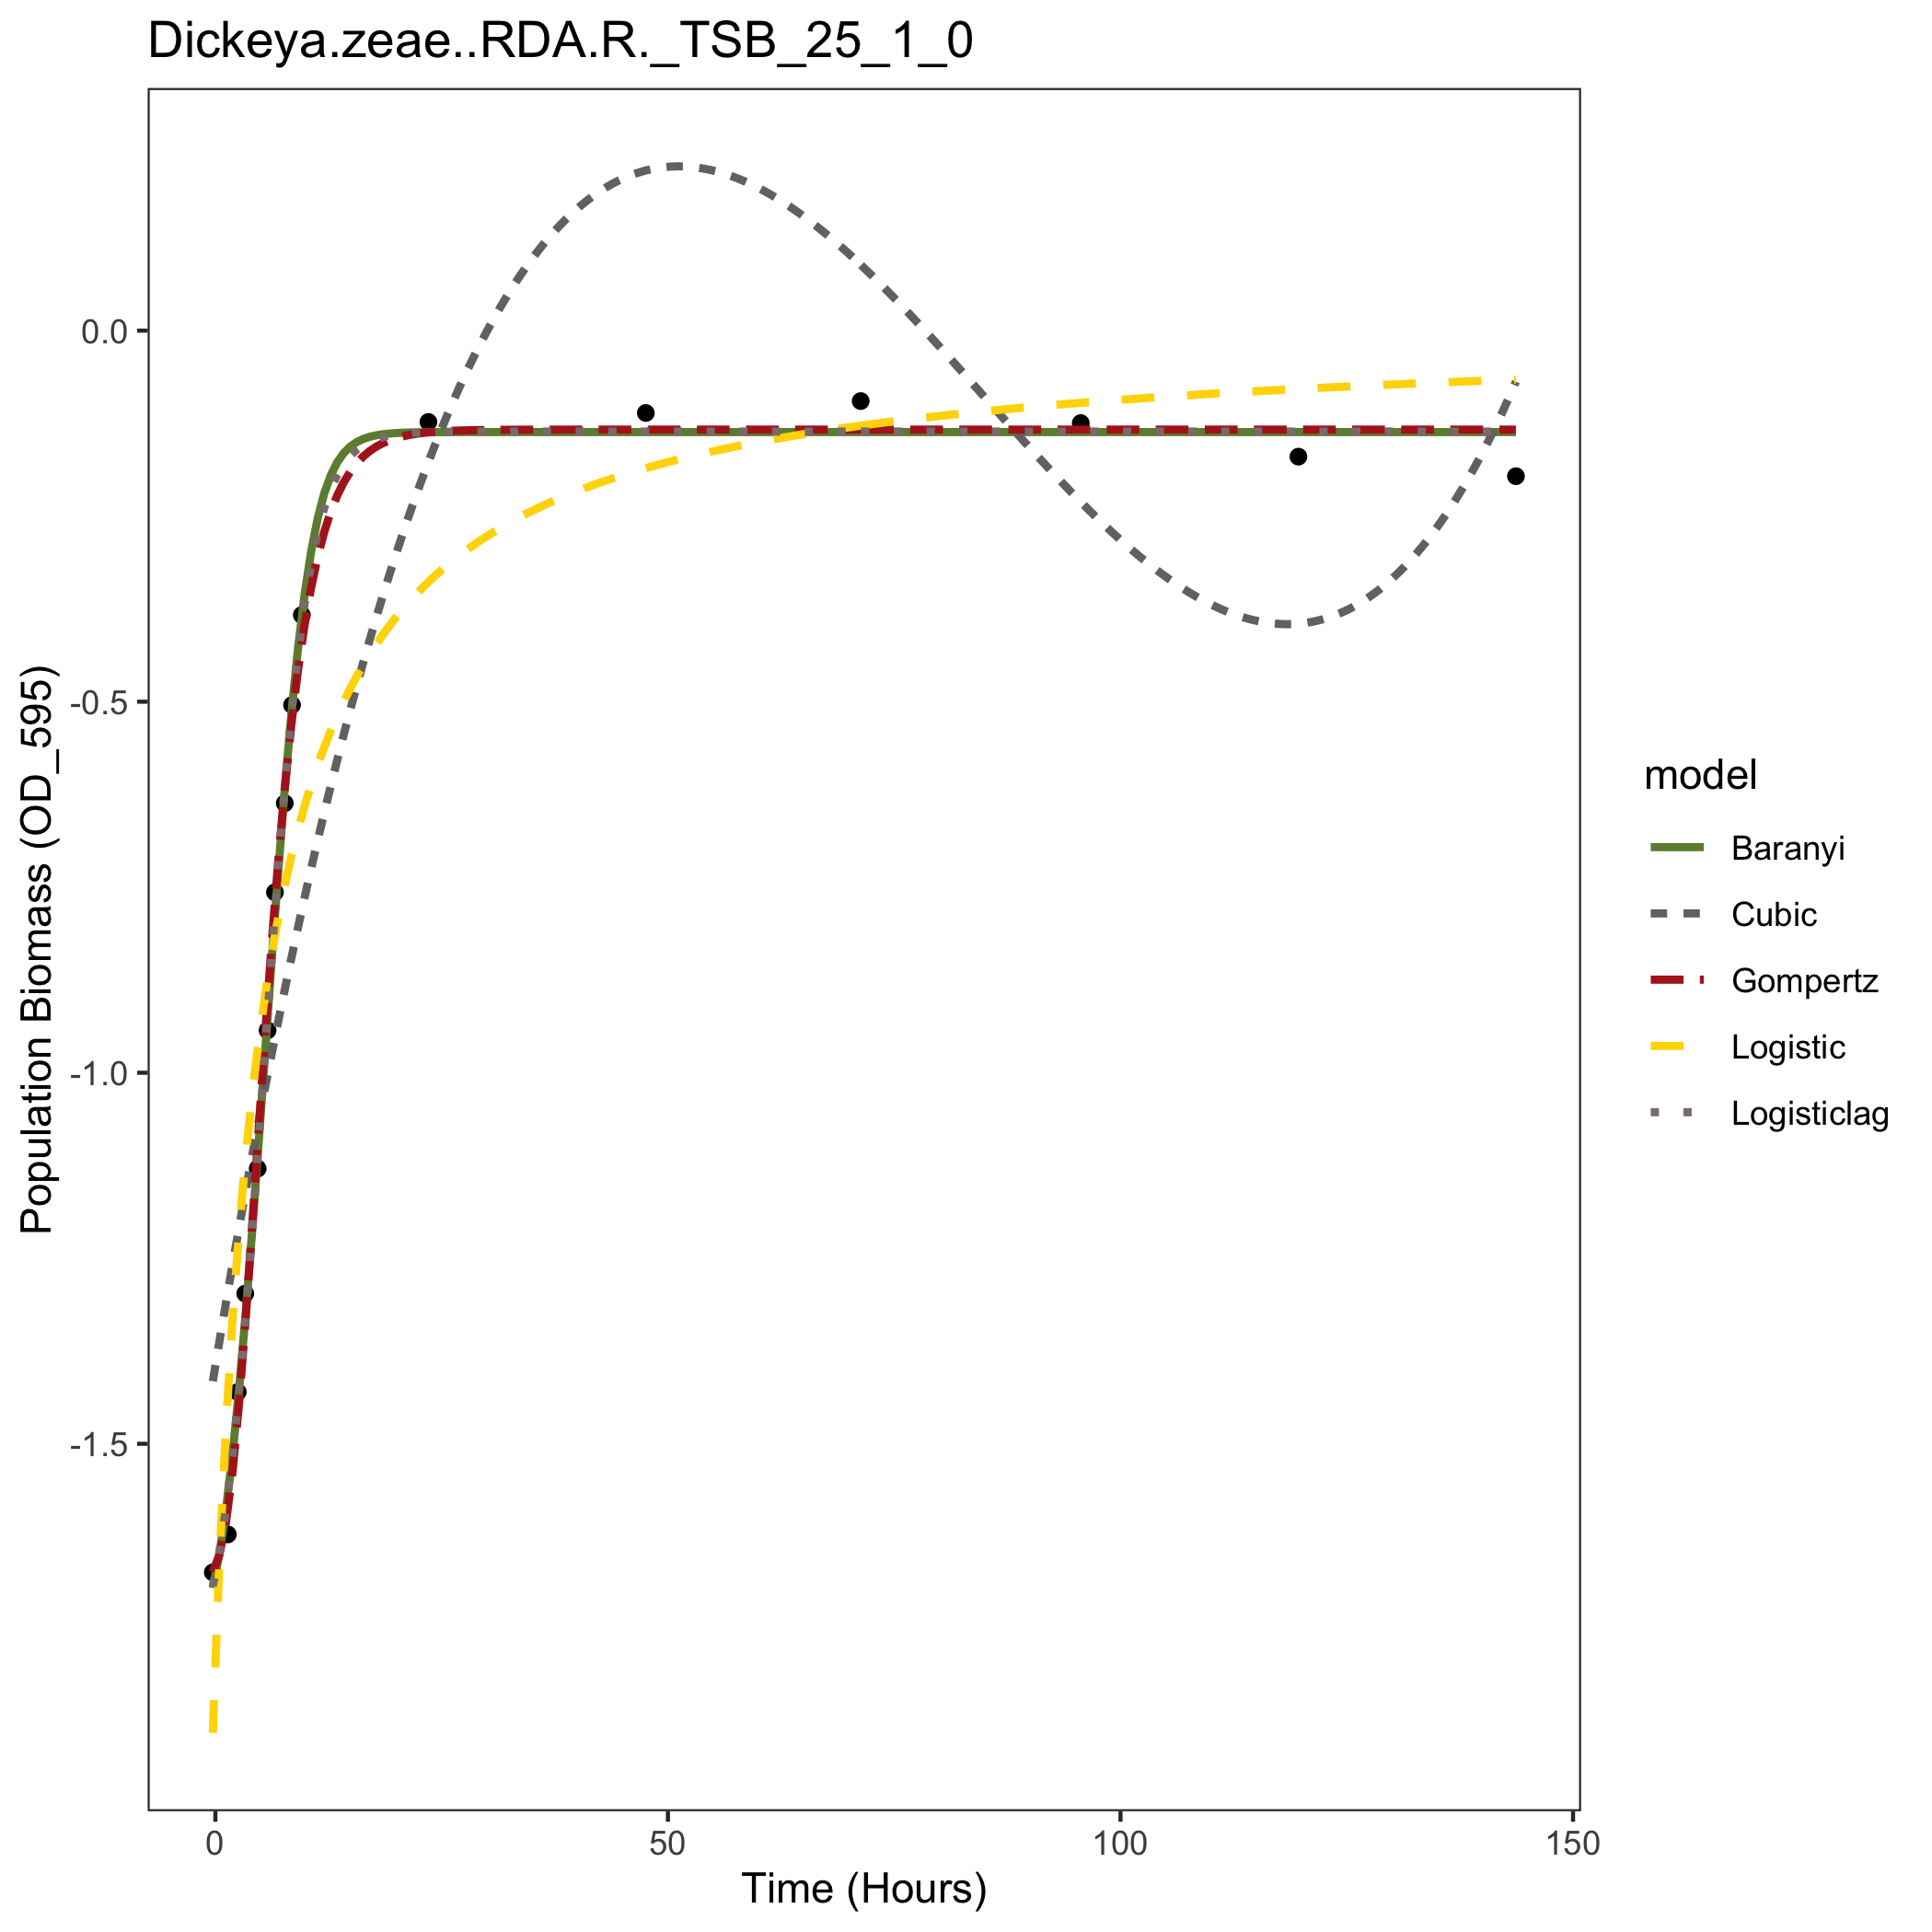 Dickeya.zeae..RDA.R._TSB_25_1_0
0.0
-0.5
-1.0
-1.5
Population Biomass (OD_595)
0
50
100
150
Time (Hours)
model
Baranyi
Cubic
Gompertz
Logistic
Logisticlag